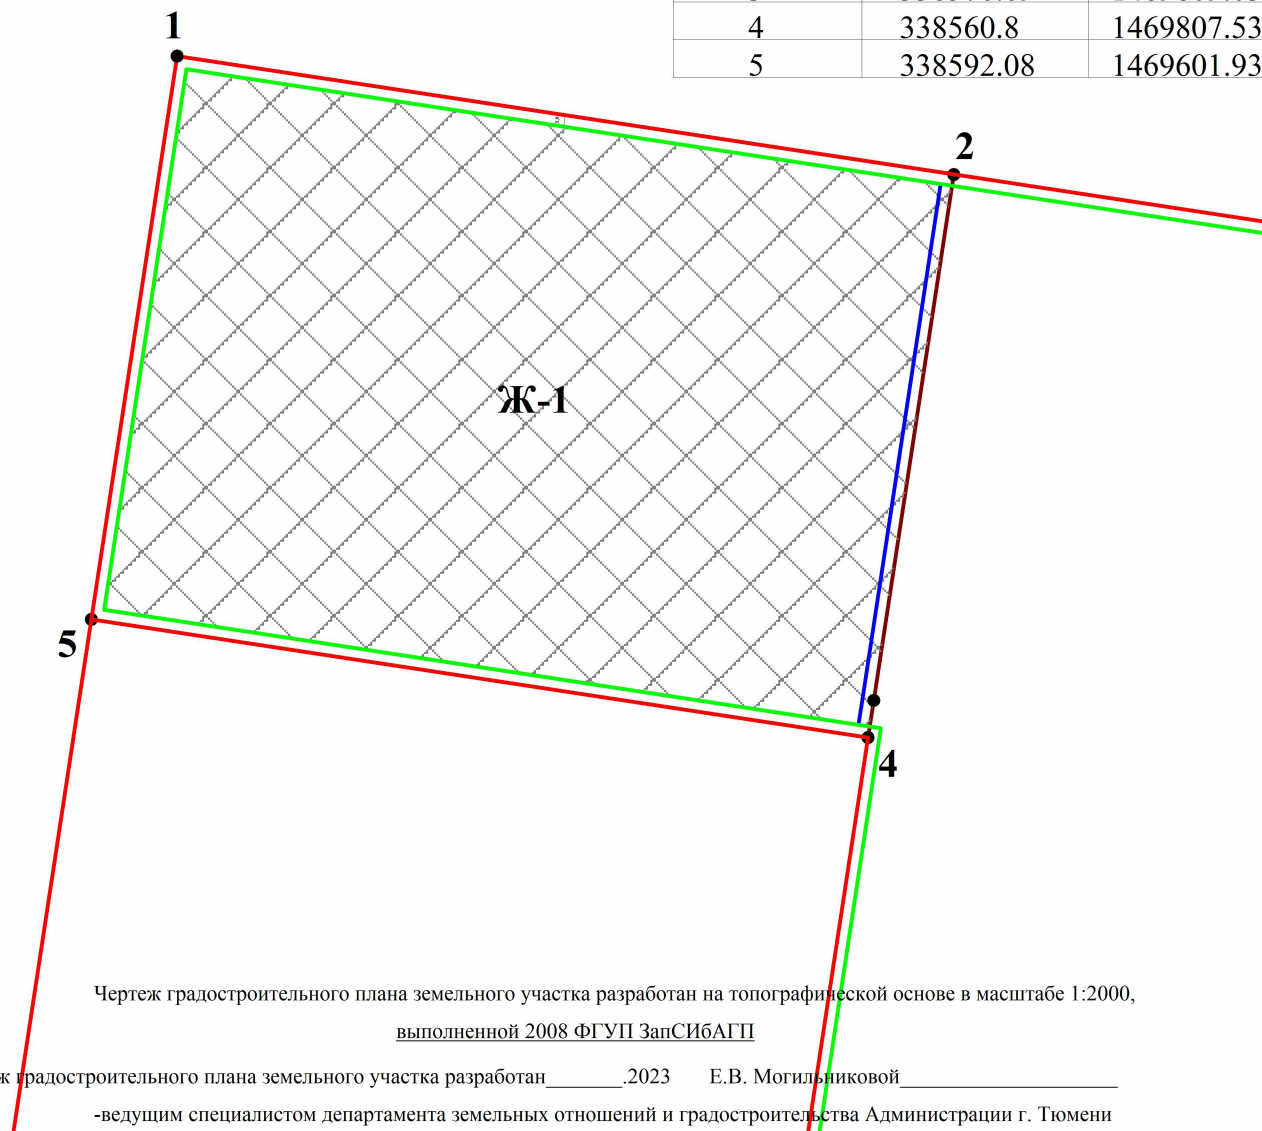 1
4 338560.8 1469807.53
5 338592.08 1469601.93
2
Ж-1
5
4
Чертеж градостроительного плана земельного участка разработан на топографической основе в масштабе 1:2000,
выполненной 2008 ФГУП ЗапСИбАГП
ж градостроительного плана земельного участка разработан_______.2023 Е.В. Могильниковой____________________
-ведущим специалистом департамента земельных отношений и градостроительства Администрации г. Тюмени